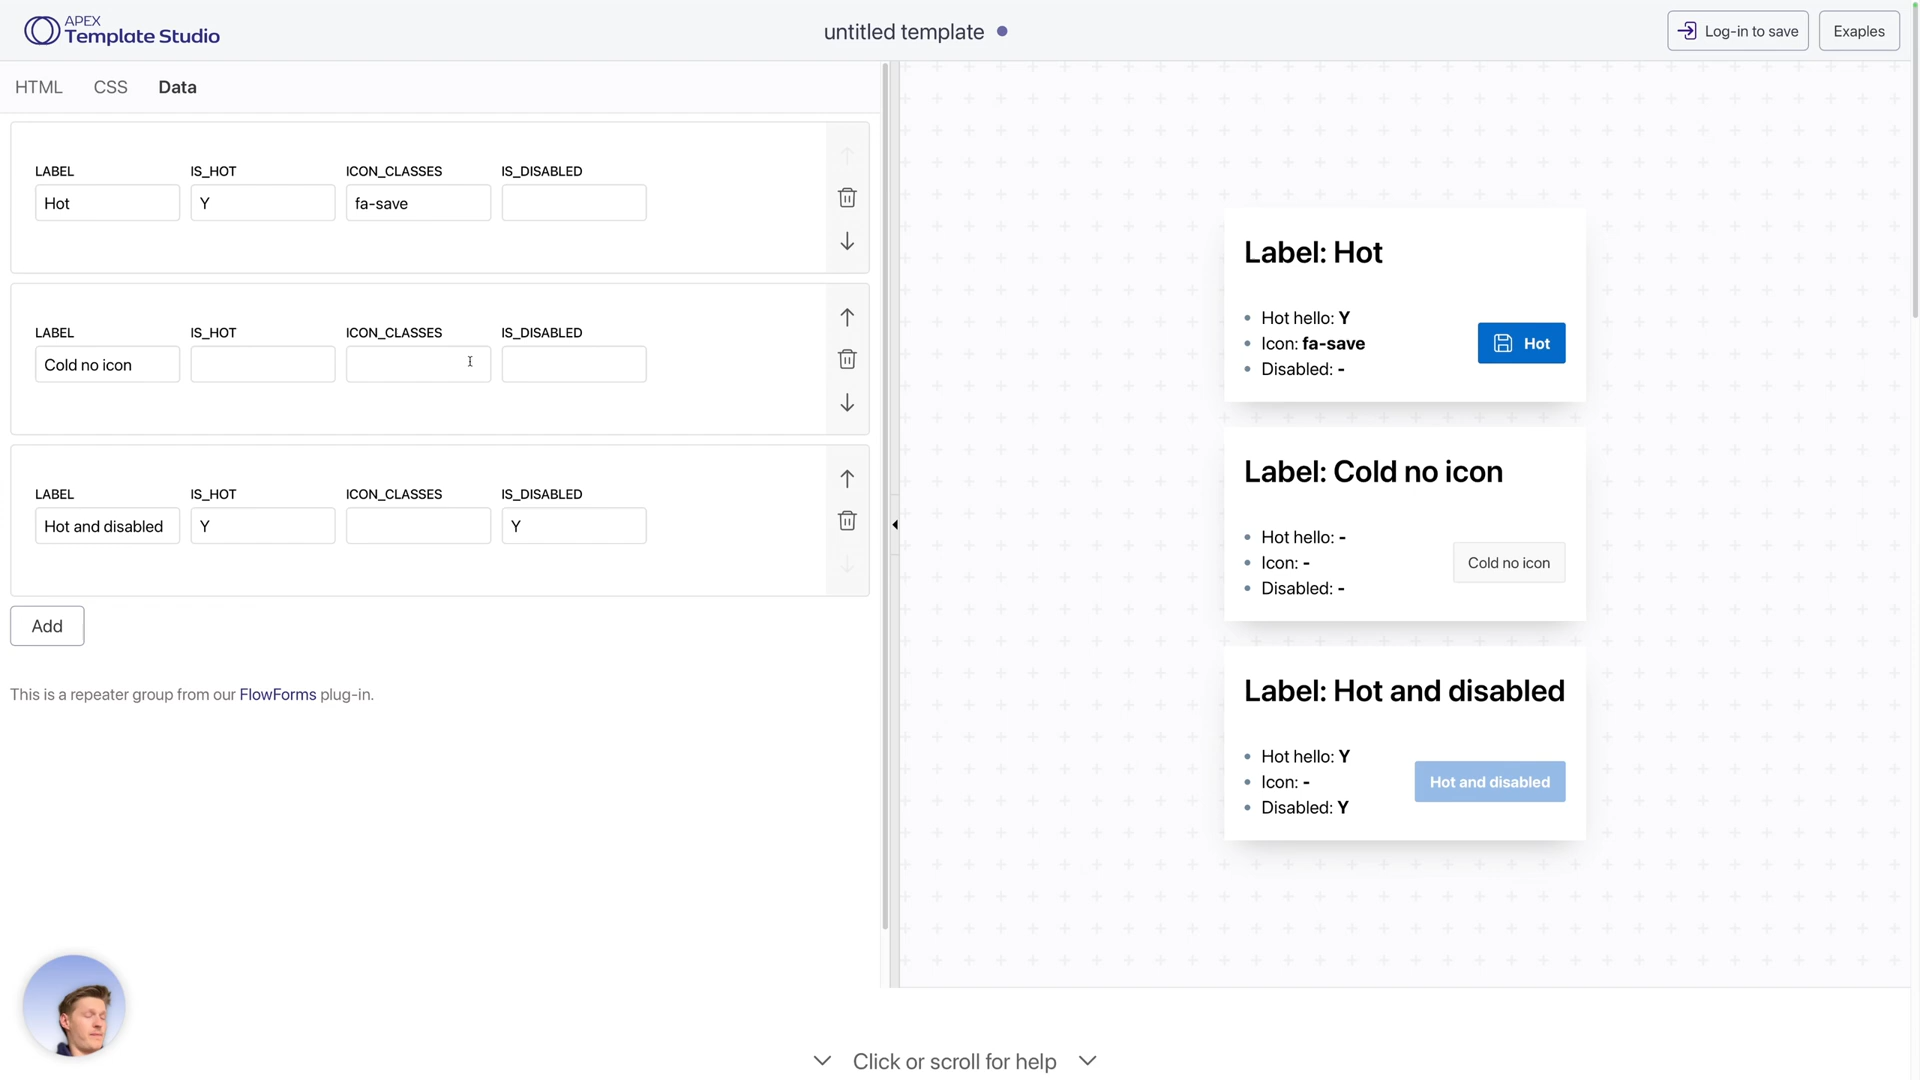 APEX
Template Studio
untitled template
Log-in to save
Exaples
HTML
CSS
Data
LABEL
IS_HOT
ICON_CLASSES
IS_DISABLED
Hot
Y
fa-save
LABEL
IS_HOT
ICON_CLASSES
IS_DISABLED
Cold no icon
LABEL
IS_HOT
ICON_CLASSES
IS_DISABLED
Hot and disabled
Y
Y
Add
This is a repeater group from our FlowForms plug-in.
Label: Hot
Hot hello: Y
Icon: fa-save
Disabled: -
Hot
Label: Cold no icon
Hot hello: -
Icon: -
Disabled: -
Cold no icon
Label: Hot and disabled
Hot hello: Y
Icon: -
Disabled: Y
Hot and disabled
Click or scroll for help